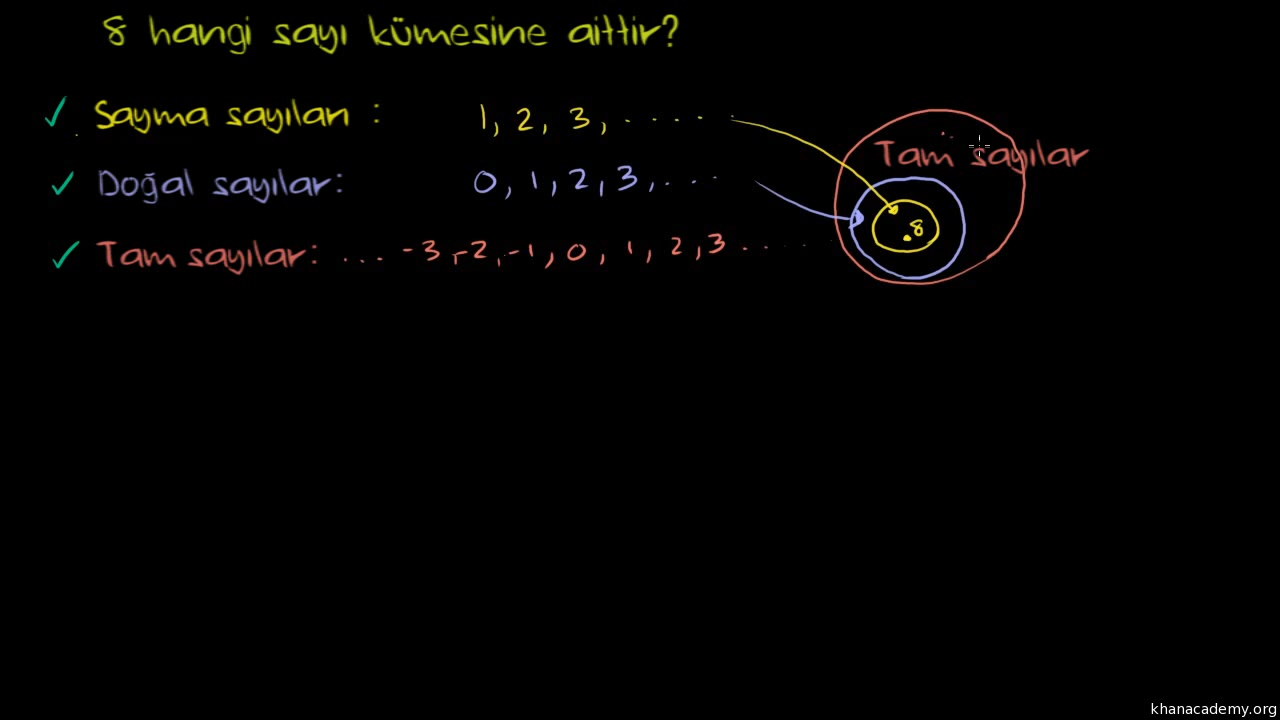 8 hangi sayı kümesine aittir?
✓ Sayma sayıları : 1, 2, 3, . . . . .
✓ Doğal sayılar: 0, 1, 2, 3, . . .
Tam sayılar
8
✓ Tam sayılar: ... -3, -2, -1, 0, 1, 2, 3 . . . . .
khanacademy.org